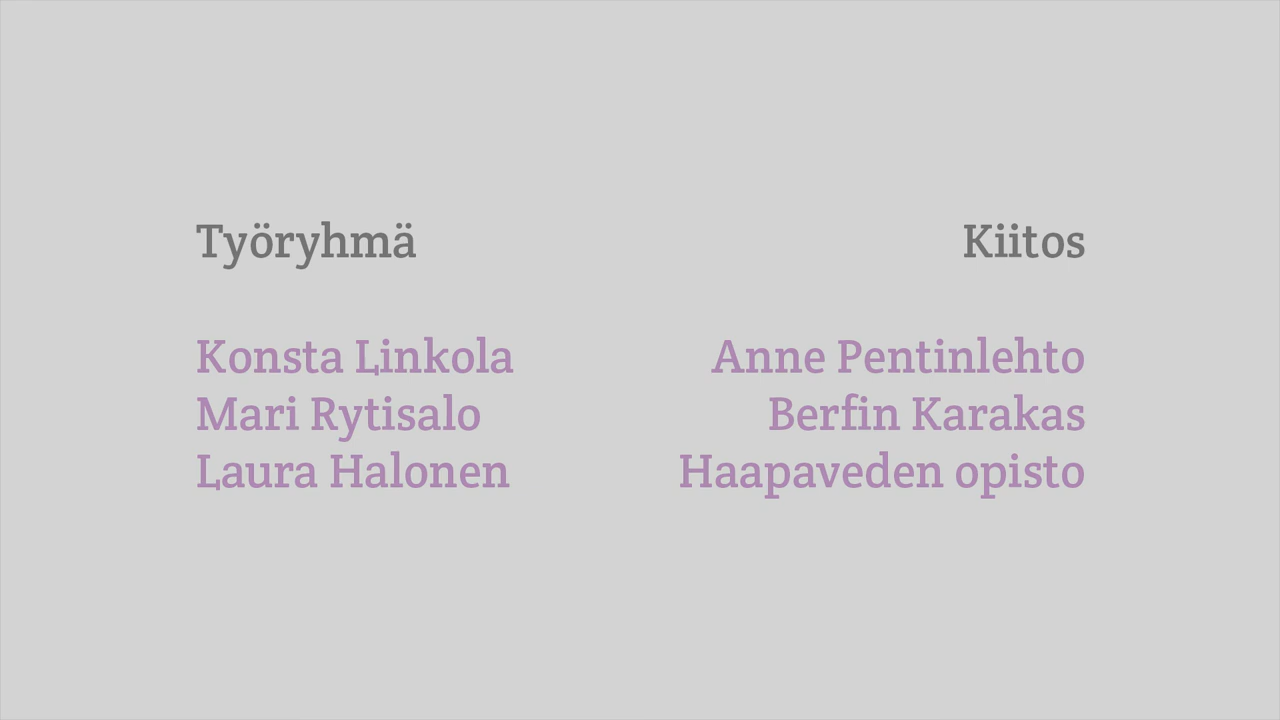 Työryhmä
Konsta Linkola
Mari Rytisalo
Laura Halonen
Kiitos
Anne Pentinlehto
Berfin Karakas
Haapaveden opisto